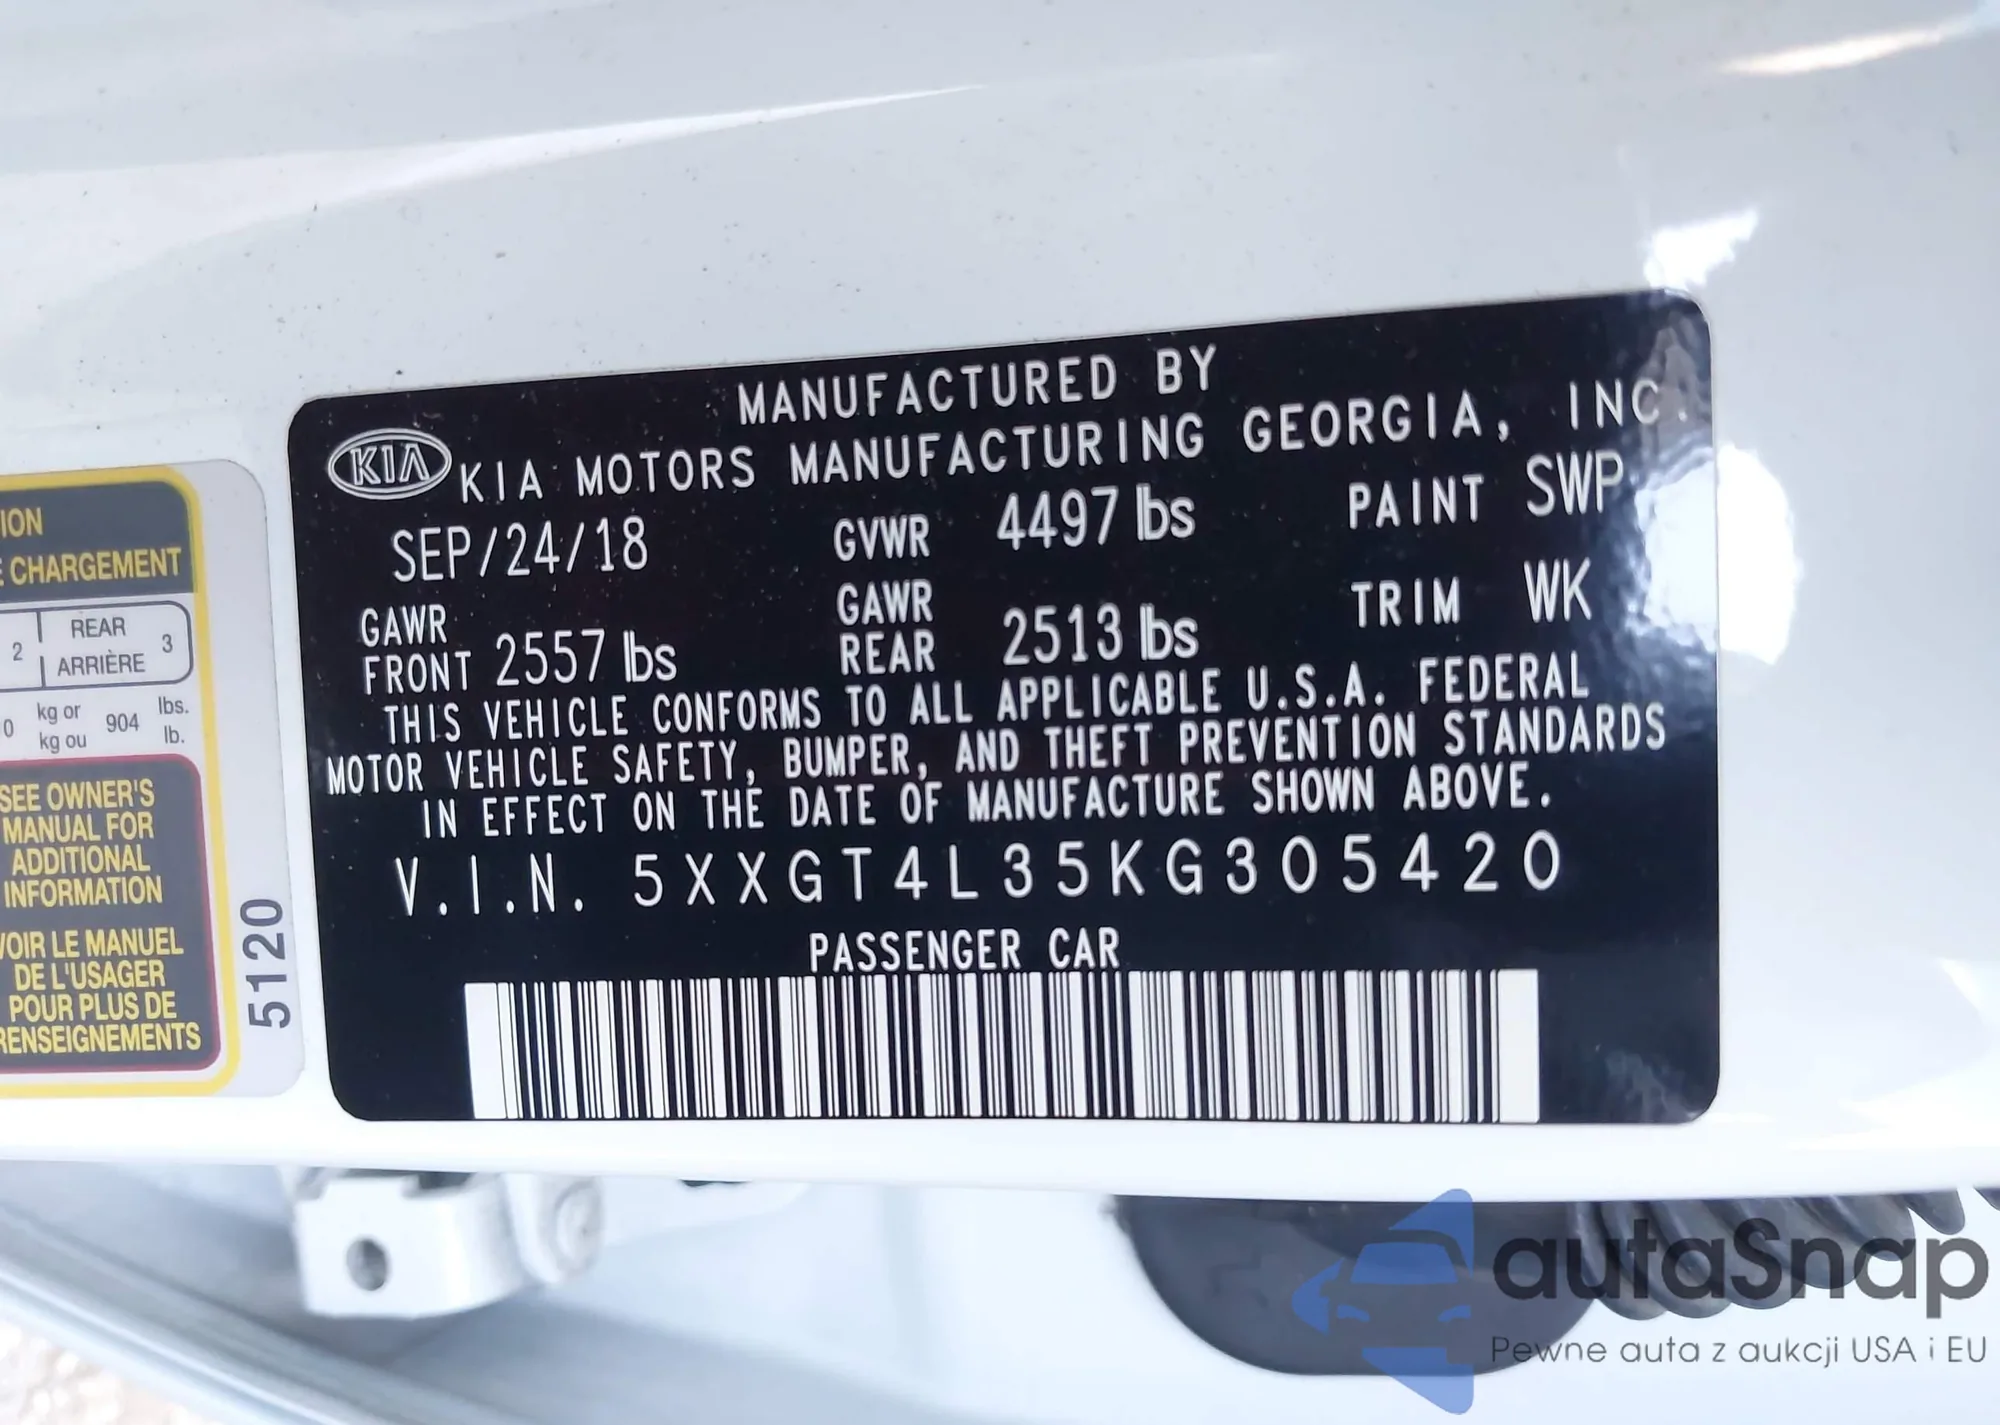 MANUFACTURED BY
KIA KIA MOTORS MANUFACTURING GEORGIA, INC.
SEP/24/18 GVWR 4497 lbs PAINT SWP
GAWR FRONT 2557 lbs GAWR REAR 2513 lbs TRIM WK
THIS VEHICLE CONFORMS TO ALL APPLICABLE U.S.A. FEDERAL
MOTOR VEHICLE SAFETY, BUMPER, AND THEFT PREVENTION STANDARDS
IN EFFECT ON THE DATE OF MANUFACTURE SHOWN ABOVE.
V.I.N. 5XXGT4L35KG305420
PASSENGER CAR
CHARGEMENT
2 REAR 3
ARRIÈRE
kg or 904 lbs.
kg ou lb.
SEE OWNER'S
MANUAL FOR
ADDITIONAL
INFORMATION
VOIR LE MANUEL
DE L'USAGER
POUR PLUS DE
RENSEIGNEMENTS
5120
autaSnap
Pewne auta z aukcji USA i EU